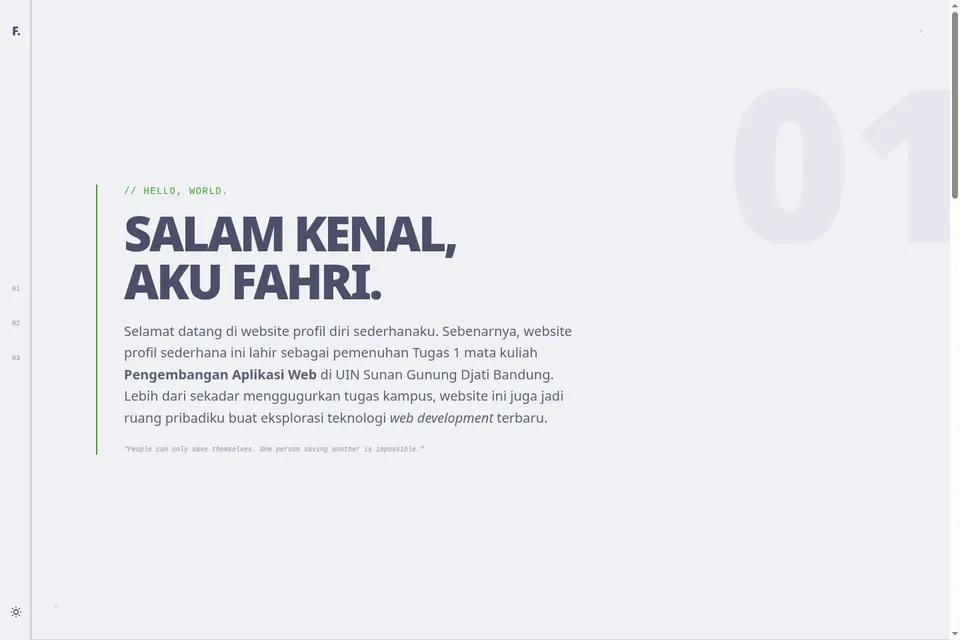 F.
01
// HELLO, WORLD.
SALAM KENAL,
AKU FAHRI.
Selamat datang di website profil diri sederhanaku. Sebenarnya, website
profil sederhana ini lahir sebagai pemenuhan Tugas 1 mata kuliah
Pengembangan Aplikasi Web di UIN Sunan Gunung Djati Bandung.
Lebih dari sekadar menggugurkan tugas kampus, website ini juga jadi
ruang pribadiku buat eksplorasi teknologi web development terbaru.
"People can only save themselves. One person saving another is impossible."
01
02
03